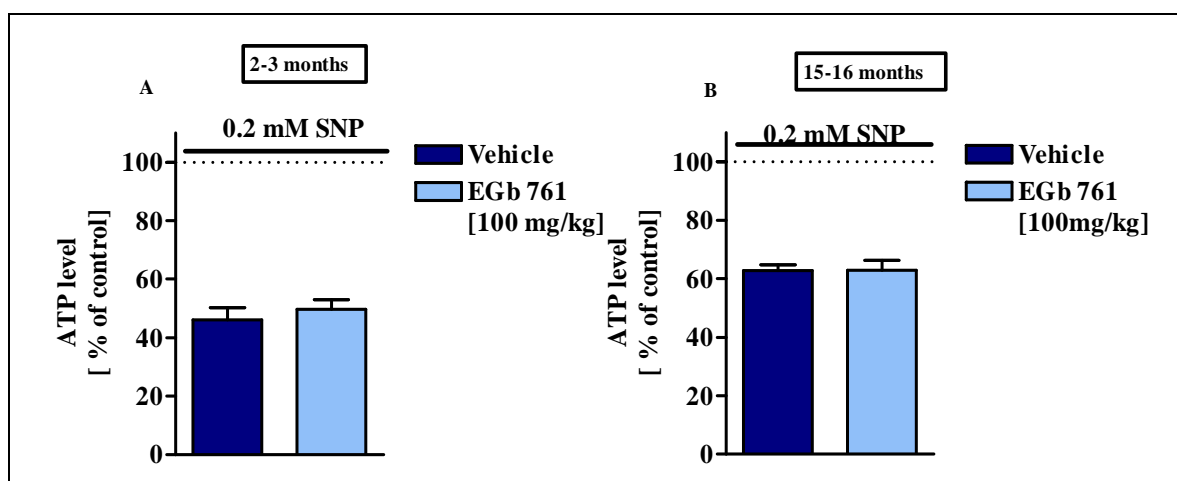 2-3 months
A
0.2 mM SNP
100
80
60
40
20
0
ATP level
[ % of control]
Vehicle
EGb 761
[100 mg/kg]
15-16 months
B
0.2 mM SNP
100
80
60
40
20
0
ATP level
[ % of control]
Vehicle
EGb 761
[100mg/kg]